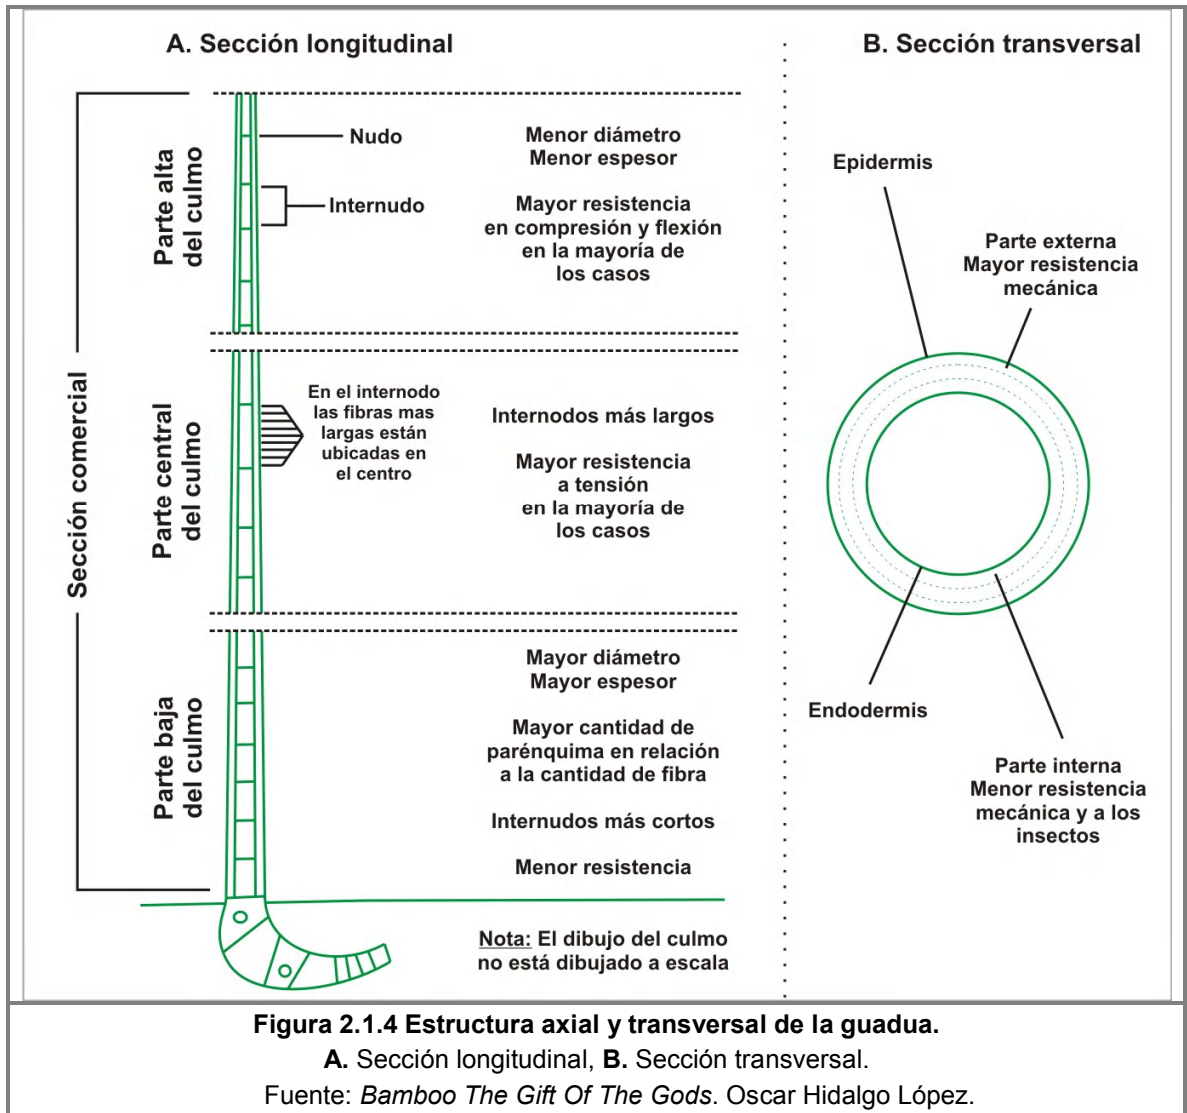 A. Sección longitudinal
B. Sección transversal
Sección comercial
Parte alta
del culmo
Nudo
Internudo
Menor diámetro
Menor espesor
Mayor resistencia
en compresión y flexión
en la mayoría de
los casos
Parte central
del culmo
En el internodo
las fibras mas
largas están
ubicadas en
el centro
Internodos más largos
Mayor resistencia
a tensión
en la mayoría de
los casos
Parte baja
del culmo
Mayor diámetro
Mayor espesor
Mayor cantidad de
parénquima en relación
a la cantidad de fibra
Internudos más cortos
Menor resistencia
Nota: El dibujo del culmo
no está dibujado a escala
Epidermis
Parte externa
Mayor resistencia
mecánica
Endodermis
Parte interna
Menor resistencia
mecánica y a los
insectos
Figura 2.1.4 Estructura axial y transversal de la guadua.
A. Sección longitudinal, B. Sección transversal.
Fuente: Bamboo The Gift Of The Gods. Oscar Hidalgo López.